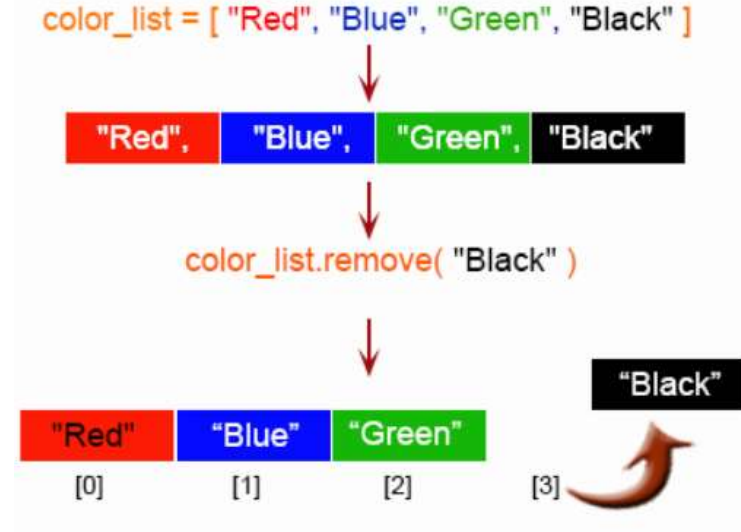 color_list = [ "Red", "Blue", "Green", "Black" ]
"Red", "Blue", "Green", "Black"
color_list.remove( "Black" )
“Black”
"Red" “Blue” “Green”
[0] [1] [2] [3]